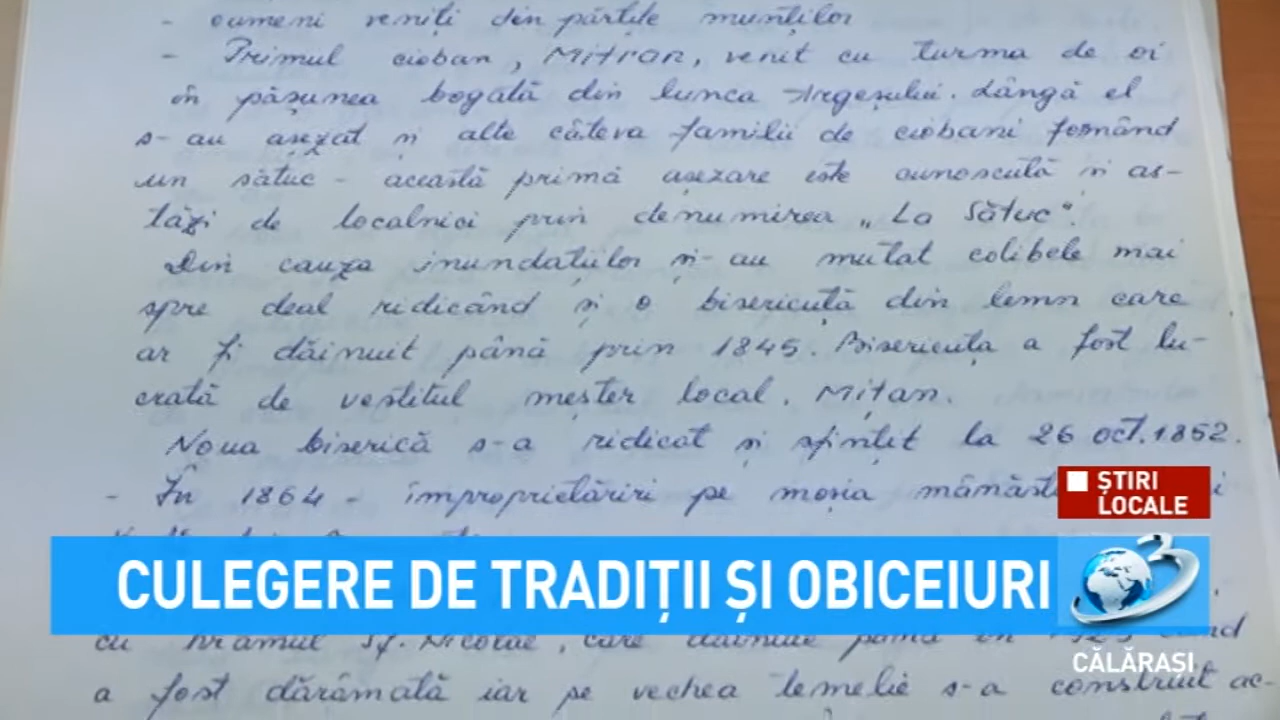 - oameni veniți din părțile munților
- Primul cioban, Mitran, venit cu turma de oi
în pășunea bogată din lunca Argeșului. Lângă el
s-au așezat și alte câteva familii de ciobani formând
un sătuc - această primă așezare este cunoscută și as-
tăzi de localnici prin denumirea „La Sătuc".
Din cauza inundațiilor și-au mutat colibele mai
spre deal ridicând și o bisericuță din lemn care
ar fi dăinuit până prin 1845. Bisericuța a fost lu-
crată de vestitul meșter local, Mițan.
Noua biserică s-a ridicat și sfințit la 26 oct. 1852.
- În 1864 - împroprietăriri pe moșia
ȘTIRI
LOCALE
CULEGERE DE TRADIȚII ȘI OBICEIURI
3
cu hramul Sf. Nicolae, care dăinuie până în
CĂLĂRAȘI
a fost dărâmată iar pe vechea temelie s-a construit ac-